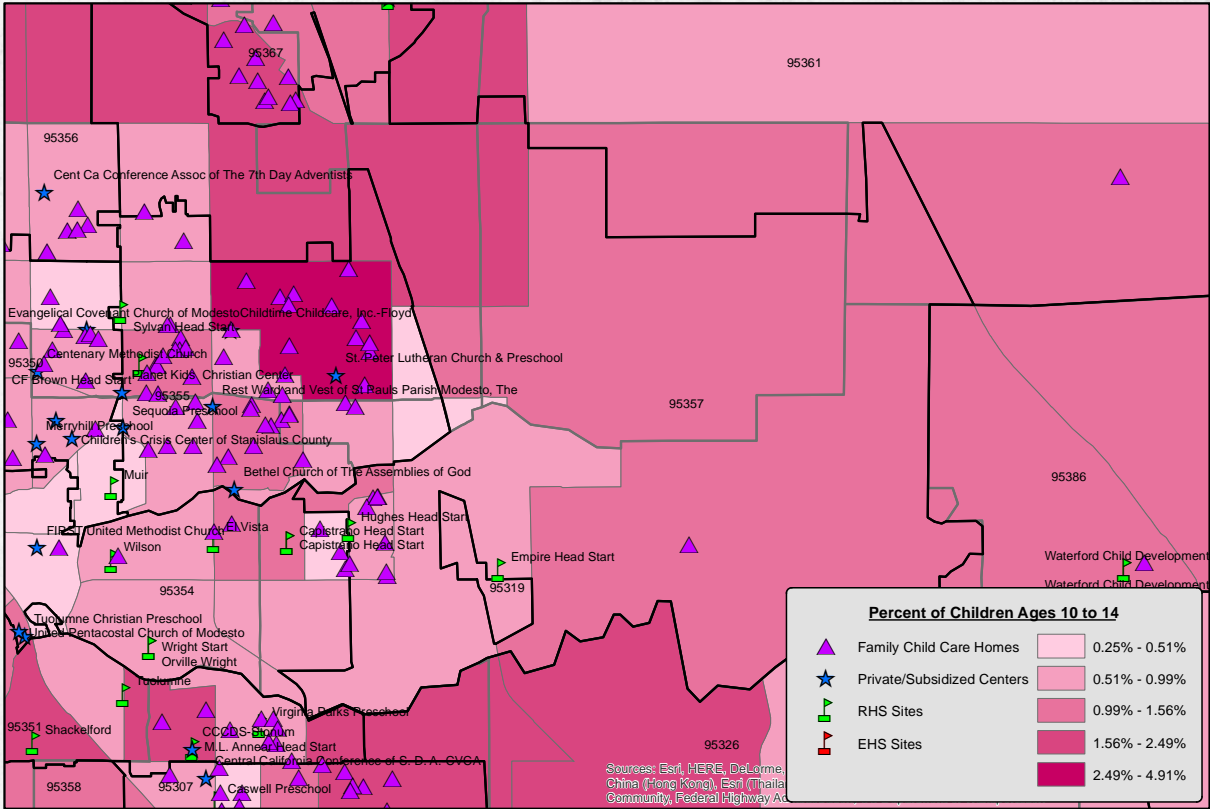 95367
95361
95356
Cent Ca Conference Assoc of The 7th Day Adventists
Evangelical Covenant Church of Modesto
Childtime Childcare, Inc.-Floyd
Sylvan Head Start
95350
Centenary Methodist Church
St. Peter Lutheran Church & Preschool
CF Brown Head Start
Planet Kids
Christian Center
Rest Ward and Vest of St Pauls Parish Modesto, The
95355
95357
Sequoia Preschool
Merryhill Preschool
Children's Crisis Center of Stanislaus County
Bethel Church of The Assemblies of God
Muir
95386
Hughes Head Start
FIRST United Methodist Church
El Vista
Capistrano Head Start
Capistrano Head Start
Wilson
Empire Head Start
Waterford Child Development
Waterford Child Development
95354
95319
Tuolumne Christian Preschool
United Pentacostal Church of Modesto
Wright Start
Orville Wright
Tuolumne
Virginia Parks Preschool
95351
Shackelford
CCCDS-Stonum
M.L. Annear Head Start
95326
Central California Conference of S. D. A. CVCA
95358
95307
Caswell Preschool
Sources: Esri, HERE, DeLorme,
China (Hong Kong), Esri
Community, Federal Highway
Percent of Children Ages 10 to 14
Family Child Care Homes
0.25% - 0.51%
Private/Subsidized Centers
0.51% - 0.99%
RHS Sites
0.99% - 1.56%
EHS Sites
1.56% - 2.49%
2.49% - 4.91%